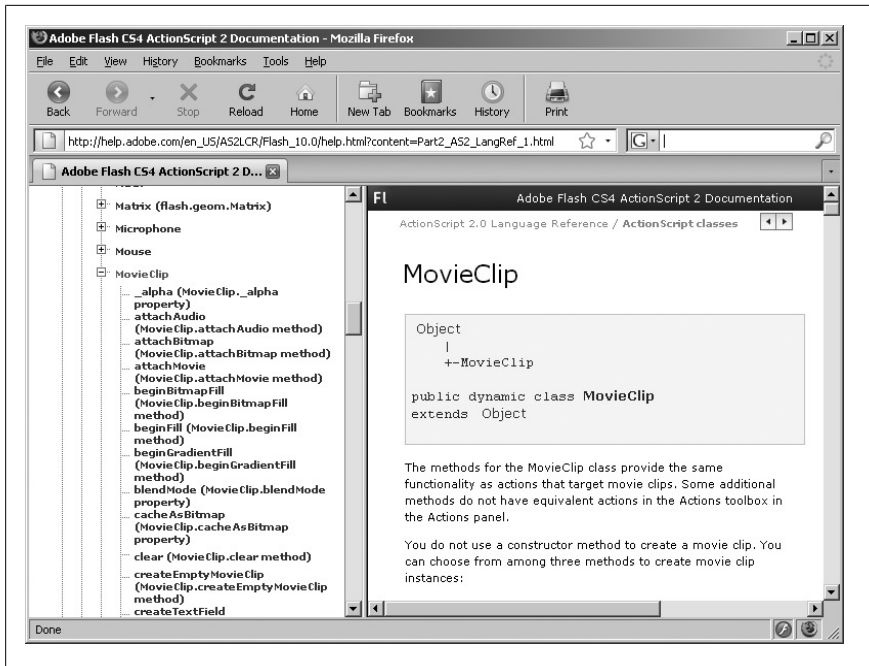 Adobe Flash CS4 ActionScript 2 Documentation - Mozilla Firefox
File Edit View History Bookmarks Tools Help
Back Forward Stop Reload Home New Tab Bookmarks History Print
http://help.adobe.com/en_US/AS2LCR/Flash_10.0/help.html?content=Part2_AS2_LangRef_1.html
G
Adobe Flash CS4 ActionScript 2 D...
Matrix (flash.geom.Matrix)
Microphone
Mouse
MovieClip
_alpha (MovieClip._alpha
property)
attachAudio
(MovieClip.attachAudio method)
attachBitmap
(MovieClip.attachBitmap method)
attachMovie
(MovieClip.attachMovie method)
beginBitmapFill
(MovieClip.beginBitmapFill
method)
beginFill (MovieClip.beginFill
method)
beginGradientFill
(MovieClip.beginGradientFill
method)
blendMode (MovieClip.blendMode
property)
cacheAsBitmap
(MovieClip.cacheAsBitmap
property)
clear (MovieClip.clear method)
createEmptyMovieClip
(MovieClip.createEmptyMovieClip
method)
createTextField
Fl Adobe Flash CS4 ActionScript 2 Documentation
ActionScript 2.0 Language Reference / ActionScript classes
MovieClip
Object
|
+-MovieClip
public dynamic class MovieClip
extends Object
The methods for the MovieClip class provide the same
functionality as actions that target movie clips. Some additional
methods do not have equivalent actions in the Actions toolbox in
the Actions panel.
You do not use a constructor method to create a movie clip. You
can choose from among three methods to create movie clip
instances:
Done